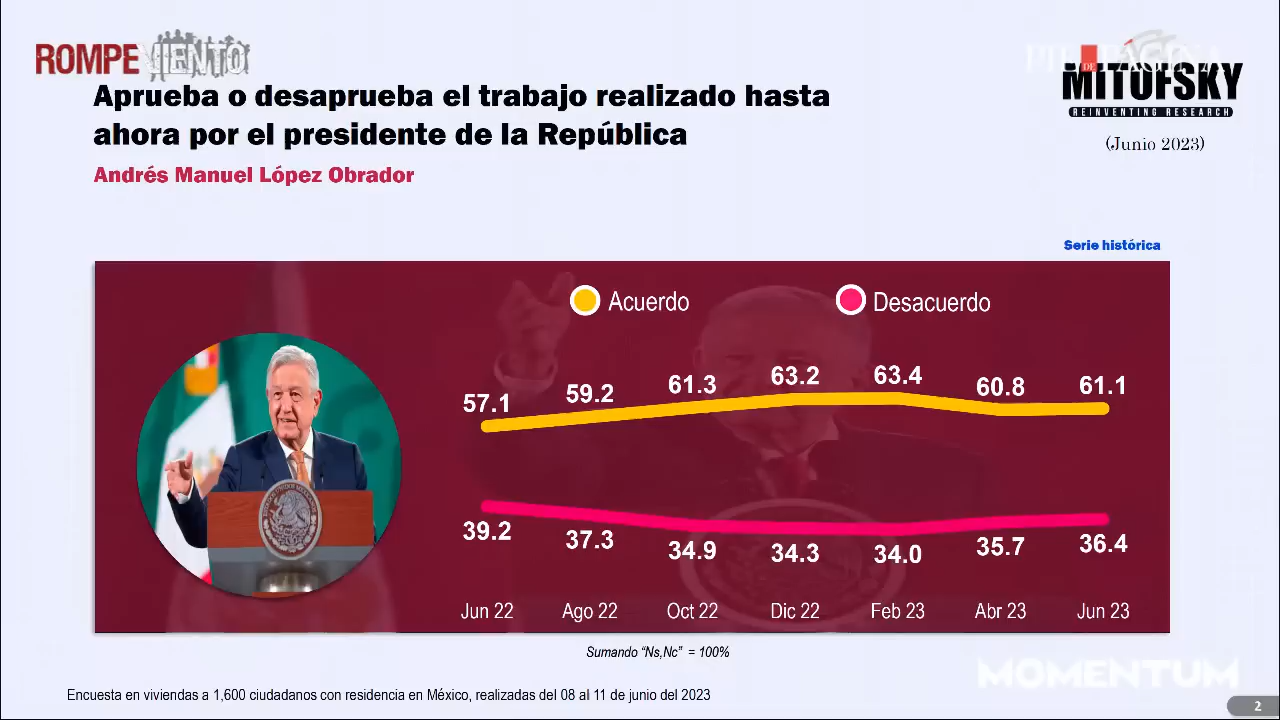 ROMPEVIENTO
PIE DE PÁGINA
MITOFSKY
REINVENTING RESEARCH
(Junio 2023)
Aprueba o desaprueba el trabajo realizado hasta
ahora por el presidente de la República
Andrés Manuel López Obrador
Serie histórica
Acuerdo Desacuerdo
57.1 59.2 61.3 63.2 63.4 60.8 61.1
39.2 37.3 34.9 34.3 34.0 35.7 36.4
Jun 22 Ago 22 Oct 22 Dic 22 Feb 23 Abr 23 Jun 23
Sumando “Ns,Nc” = 100%
MOMENTUM
Encuesta en viviendas a 1,600 ciudadanos con residencia en México, realizadas del 08 al 11 de junio del 2023
2